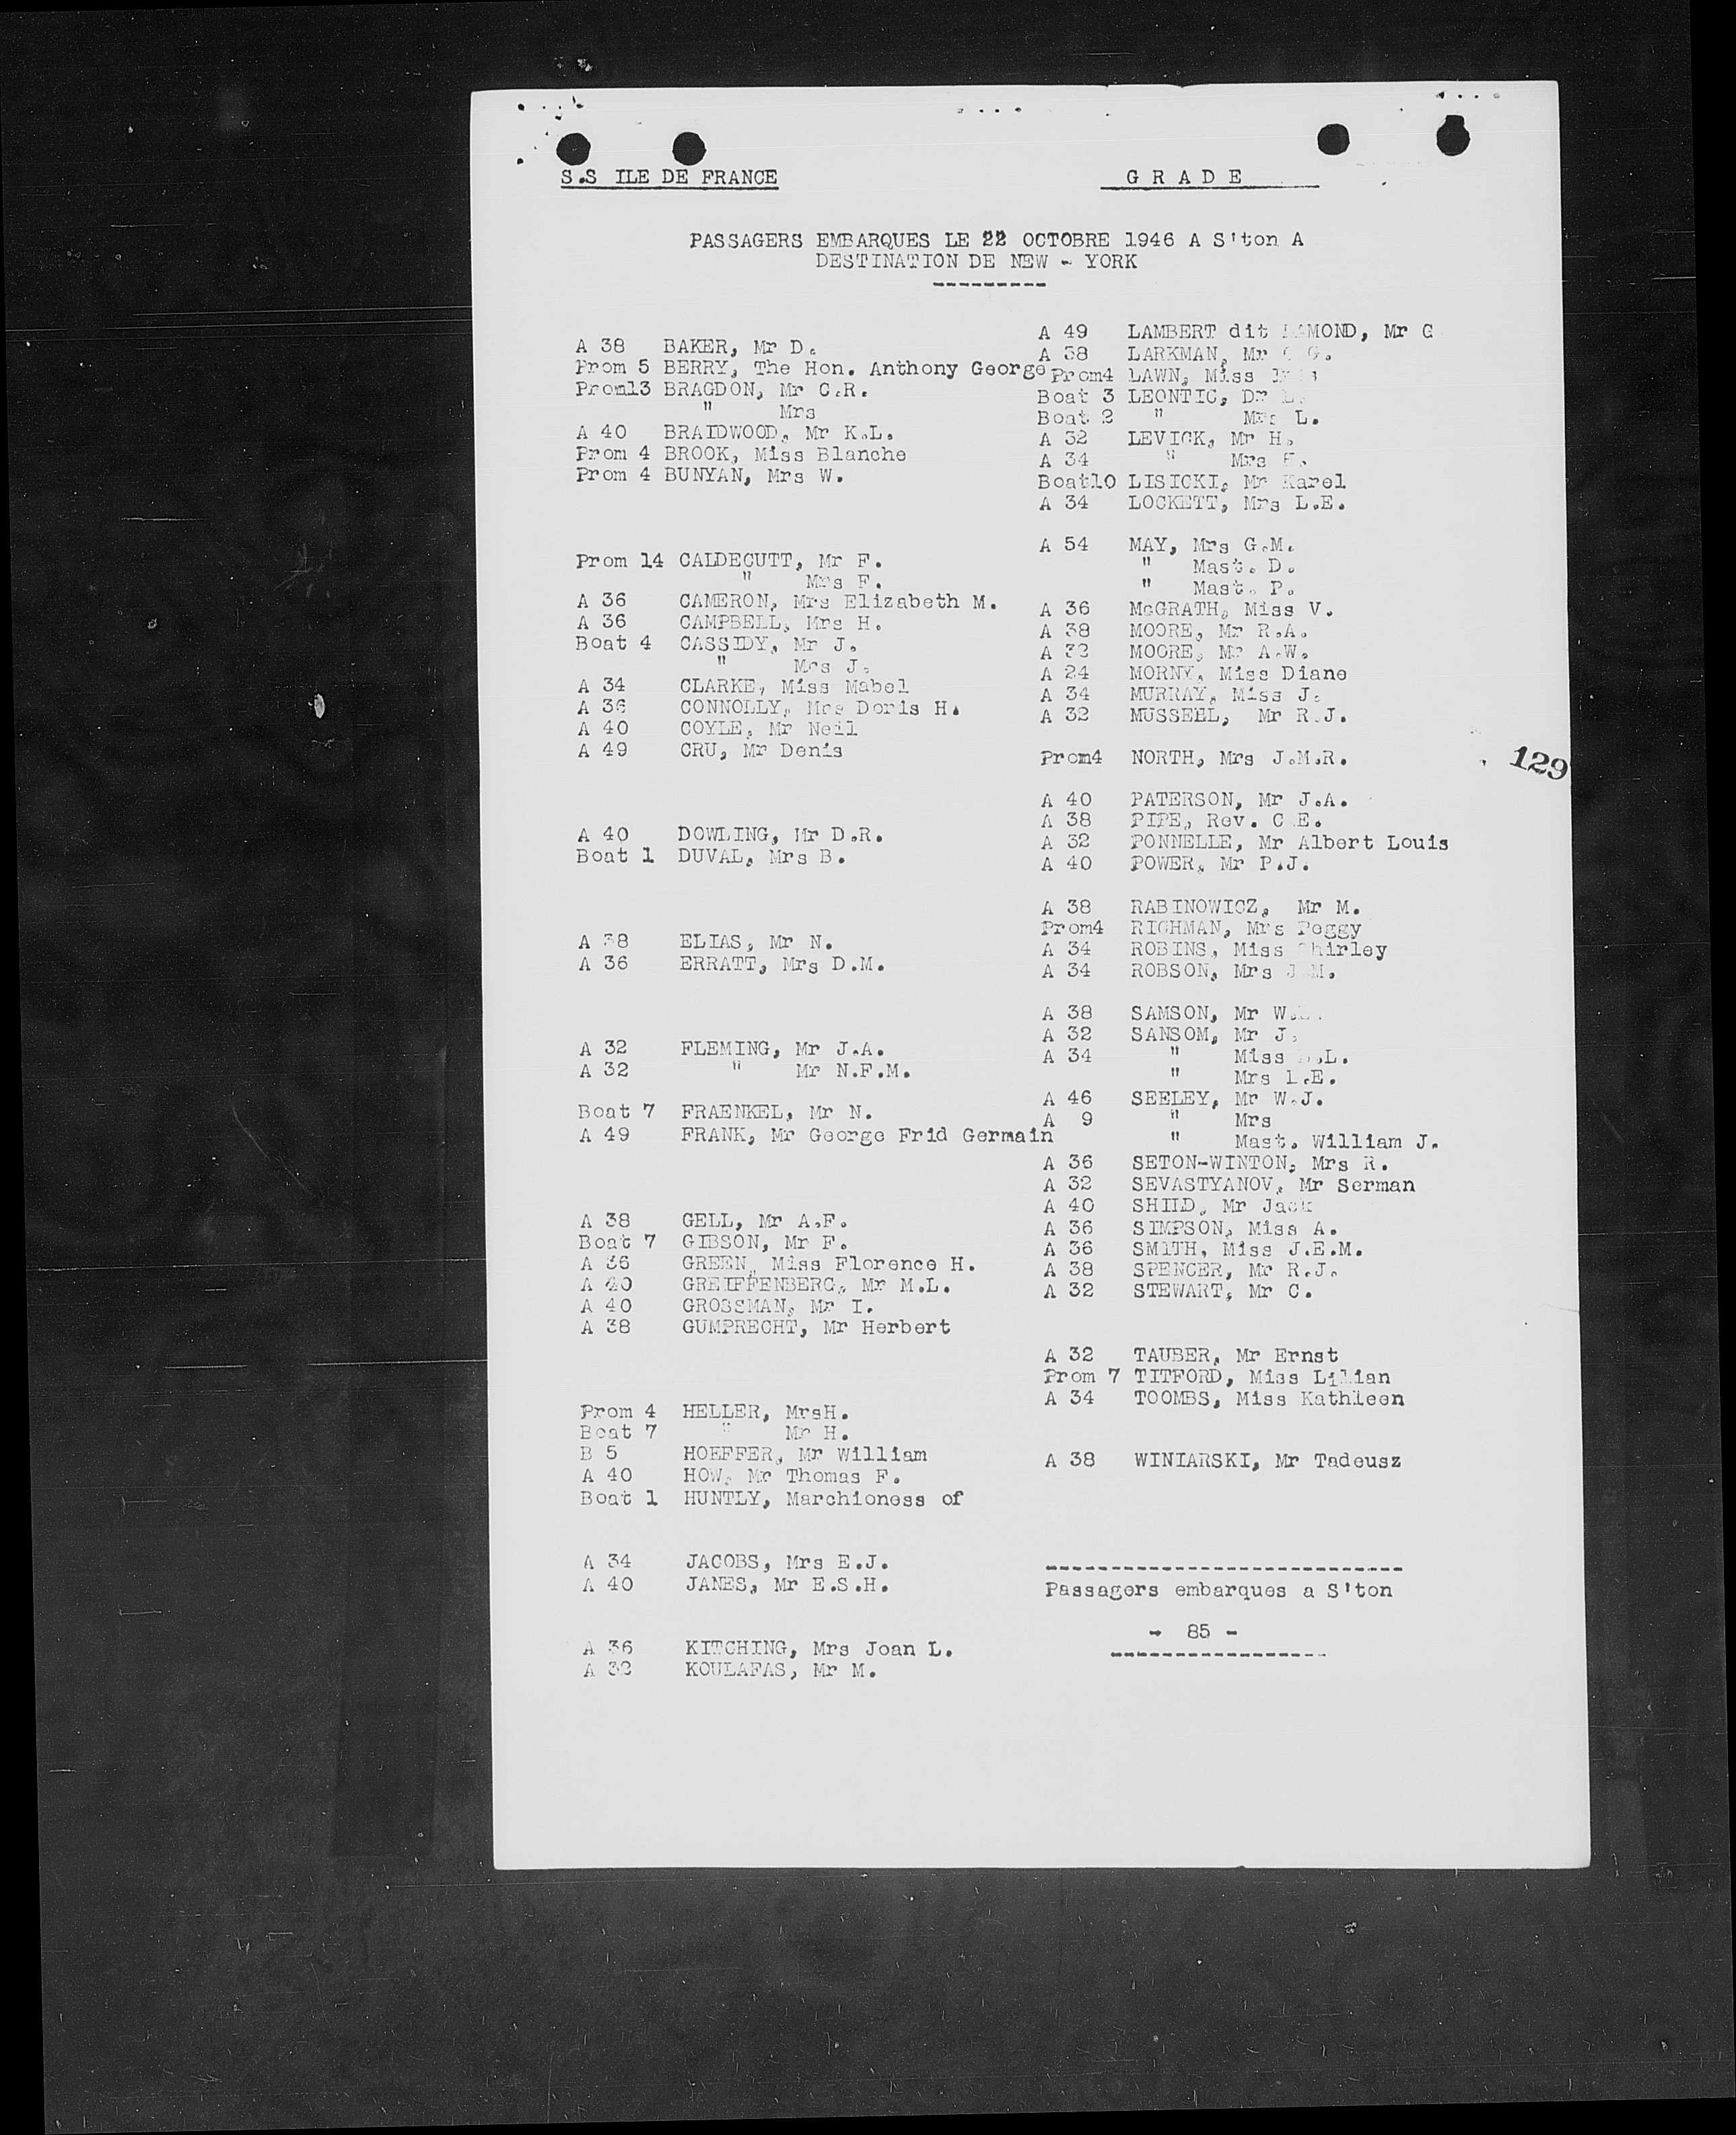 S.S ILE DE FRANCE
G R A D E
PASSAGERS EMBARQUES LE 22 OCTOBRE 1946 A S'ton A
DESTINATION DE NEW - YORK
---------
A 38 BAKER, Mr D.
Prom 5 BERRY, The Hon. Anthony George
Prom13 BRAGDON, Mr C.R.
" Mrs
A 40 BRAIDWOOD, Mr K.L.
Prom 4 BROOK, Miss Blanche
Prom 4 BUNYAN, Mrs W.
Prom 14 CALDECUTT, Mr F.
" Mrs F.
A 36 CAMERON, Mrs Elizabeth M.
A 36 CAMPBELL, Mrs H.
Boat 4 CASSIDY, Mr J.
" Mrs J.
A 34 CLARKE, Miss Mabel
A 36 CONNOLLY, Mrs Doris H.
A 40 COYLE, Mr Neil
A 49 CRU, Mr Denis
A 40 DOWLING, Mr D.R.
Boat 1 DUVAL, Mrs B.
A 38 ELIAS, Mr N.
A 36 ERRATT, Mrs D.M.
A 32 FLEMING, Mr J.A.
A 32 " Mr N.F.M.
Boat 7 FRAENKEL, Mr N.
A 49 FRANK, Mr George Frid Germain
A 38 GELL, Mr A.F.
Boat 7 GIBSON, Mr F.
A 36 GREEN, Miss Florence H.
A 40 GREIFFENBERG, Mr M.L.
A 40 GROSSMAN, Mr I.
A 38 GUMPRECHT, Mr Herbert
Prom 4 HELLER, MrsH.
Boat 7 " Mr H.
B 5 HOEFFER, Mr William
A 40 HOW, Mr Thomas F.
Boat 1 HUNTLY, Marchioness of
A 34 JACOBS, Mrs E.J.
A 40 JANES, Mr E.S.H.
A 36 KITCHING, Mrs Joan L.
A 32 KOULAFAS, Mr M.
A 49 LAMBERT dit Mr G
A 38 LARKMAN, Mr G.
Prom4 LAWN, Miss
Boat 3 LEONTIC, Dr L.
Boat 2 " Mrs L.
A 32 LEVICK, Mr H.
A 34 " Mrs
Boat10 LISICKI, Mr Karel
A 34 LOCKETT, Mrs L.E.
A 54 MAY, Mrs G.M.
" Mast. D.
" Mast. P.
A 36 McGRATH, Miss V.
A 38 MOORE, Mr R.A.
A 32 MOORE, Mr A.W.
A 24 MORNY, Miss Diane
A 34 MURRAY, Miss J.
A 32 MUSSELL, Mr R.J.
Prom4 NORTH, Mrs J.M.R.
129
A 40 PATERSON, Mr J.A.
A 38 PIPE, Rev. C.E.
A 32 PONNELLE, Mr Albert Louis
A 40 POWER, Mr P.J.
A 38 RABINOWICZ, Mr M.
Prom4 RICHMAN, Mrs Peggy
A 34 ROBINS, Miss Shirley
A 34 ROBSON, Mrs J.M.
A 38 SAMSON, Mr
A 32 SANSOM, Mr J.
A 34 " Miss
" Mrs L.E.
A 46 SEELEY, Mr W.J.
A 9 " Mrs
" Mast. William J.
A 36 SETON-WINTON, Mrs R.
A 32 SEVASTYANOV, Mr Serman
A 40 SHILD, Mr Jack
A 36 SIMPSON, Miss A.
A 36 SMITH, Miss J.E.M.
A 38 SPENCER, Mr R.J.
A 32 STEWART, Mr C.
A 32 TAUBER, Mr Ernst
Prom 7 TITFORD, Miss Lilian
A 34 TOOMBS, Miss Kathleen
A 38 WINIARSKI, Mr Tadeusz
----------------------------
Passagers embarques a S'ton
- 85 -
-----------------